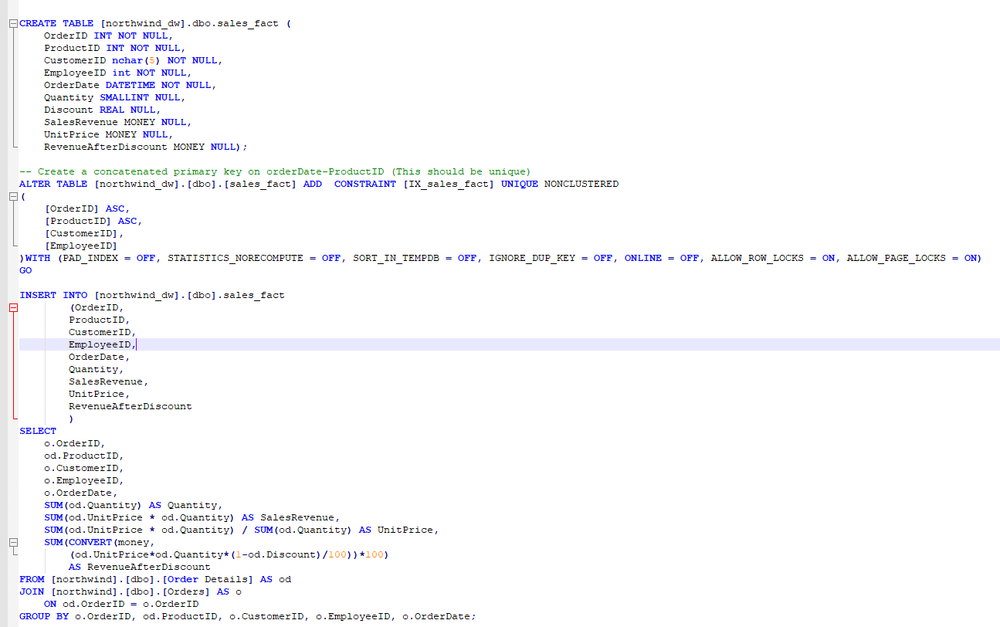 CREATE TABLE [northwind_dw].dbo.sales_fact (
    OrderID INT NOT NULL,
    ProductID INT NOT NULL,
    CustomerID nchar(5) NOT NULL,
    EmployeeID int NOT NULL,
    OrderDate DATETIME NOT NULL,
    Quantity SMALLINT NULL,
    Discount REAL NULL,
    SalesRevenue MONEY NULL,
    UnitPrice MONEY NULL,
    RevenueAfterDiscount MONEY NULL);
-- Create a concatenated primary key on orderDate-ProductID (This should be unique)
ALTER TABLE [northwind_dw].[dbo].[sales_fact] ADD  CONSTRAINT [IX_sales_fact] UNIQUE NONCLUSTERED
(
    [OrderID] ASC,
    [ProductID] ASC,
    [CustomerID],
    [EmployeeID]
)WITH (PAD_INDEX = OFF, STATISTICS_NORECOMPUTE = OFF, SORT_IN_TEMPDB = OFF, IGNORE_DUP_KEY = OFF, ONLINE = OFF, ALLOW_ROW_LOCKS = ON, ALLOW_PAGE_LOCKS = ON)
GO
INSERT INTO [northwind_dw].[dbo].sales_fact
        (OrderID,
        ProductID,
        CustomerID,
        EmployeeID,
        OrderDate,
        Quantity,
        SalesRevenue,
        UnitPrice,
        RevenueAfterDiscount
        )
SELECT
    o.OrderID,
    od.ProductID,
    o.CustomerID,
    o.EmployeeID,
    o.OrderDate,
    SUM(od.Quantity) AS Quantity,
    SUM(od.UnitPrice * od.Quantity) AS SalesRevenue,
    SUM(od.UnitPrice * od.Quantity) / SUM(od.Quantity) AS UnitPrice,
    SUM(CONVERT(money,
        (od.UnitPrice*od.Quantity*(1-od.Discount)/100))*100)
        AS RevenueAfterDiscount
FROM [northwind].[dbo].[Order Details] AS od
JOIN [northwind].[dbo].[Orders] AS o
    ON od.OrderID = o.OrderID
GROUP BY o.OrderID, od.ProductID, o.CustomerID, o.EmployeeID, o.OrderDate;